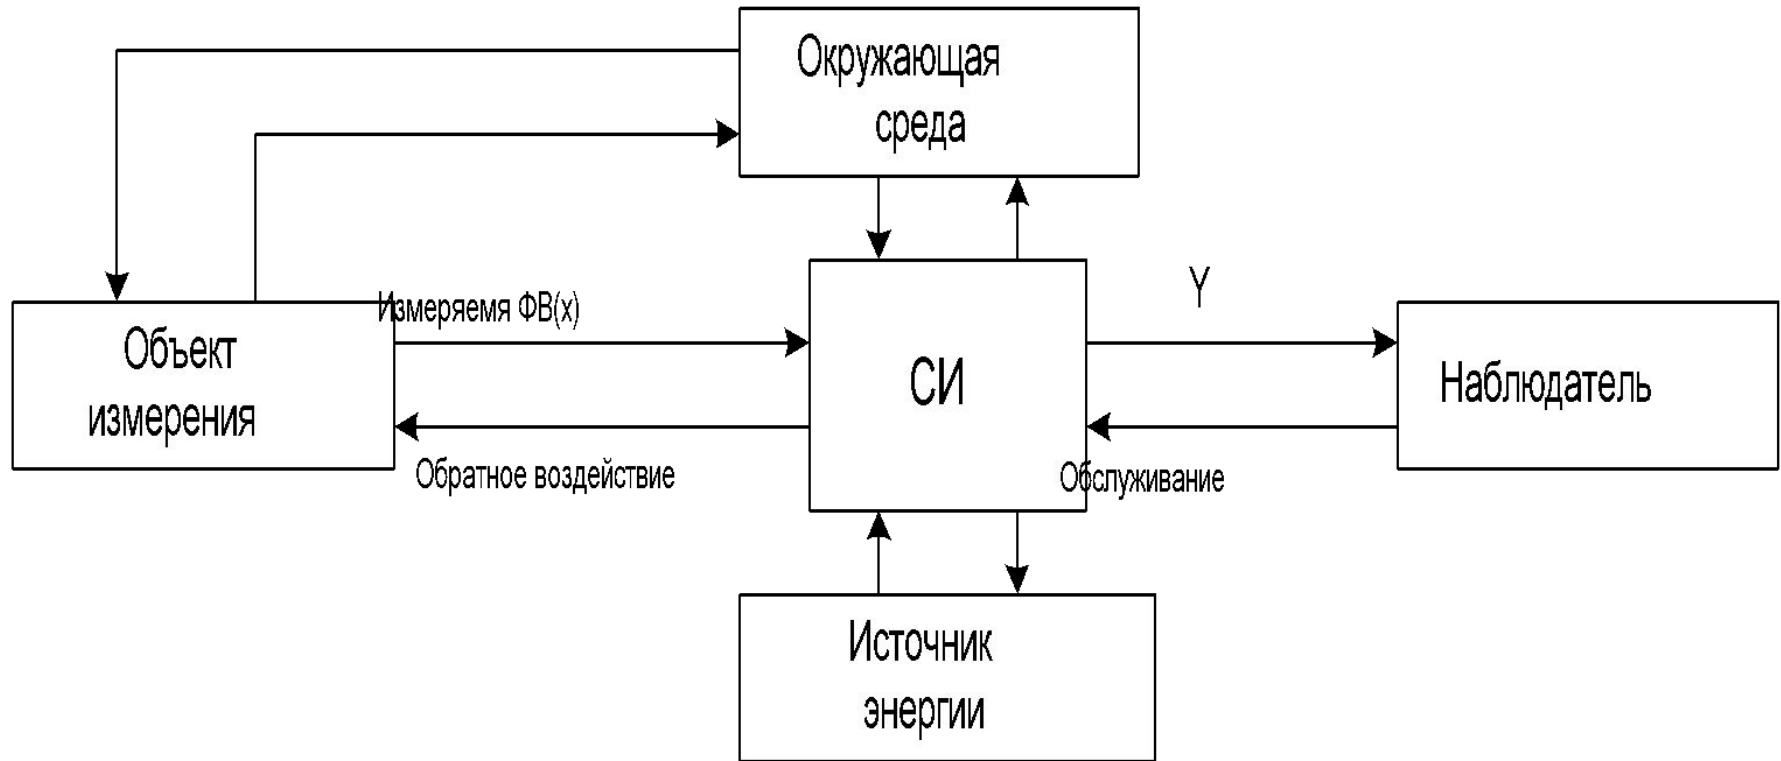 Окружающая
среда
Измеряемя ФВ(х)
Y
Объект
измерения
СИ
Наблюдатель
Обратное воздействие
Обслуживание
Источник
энергии